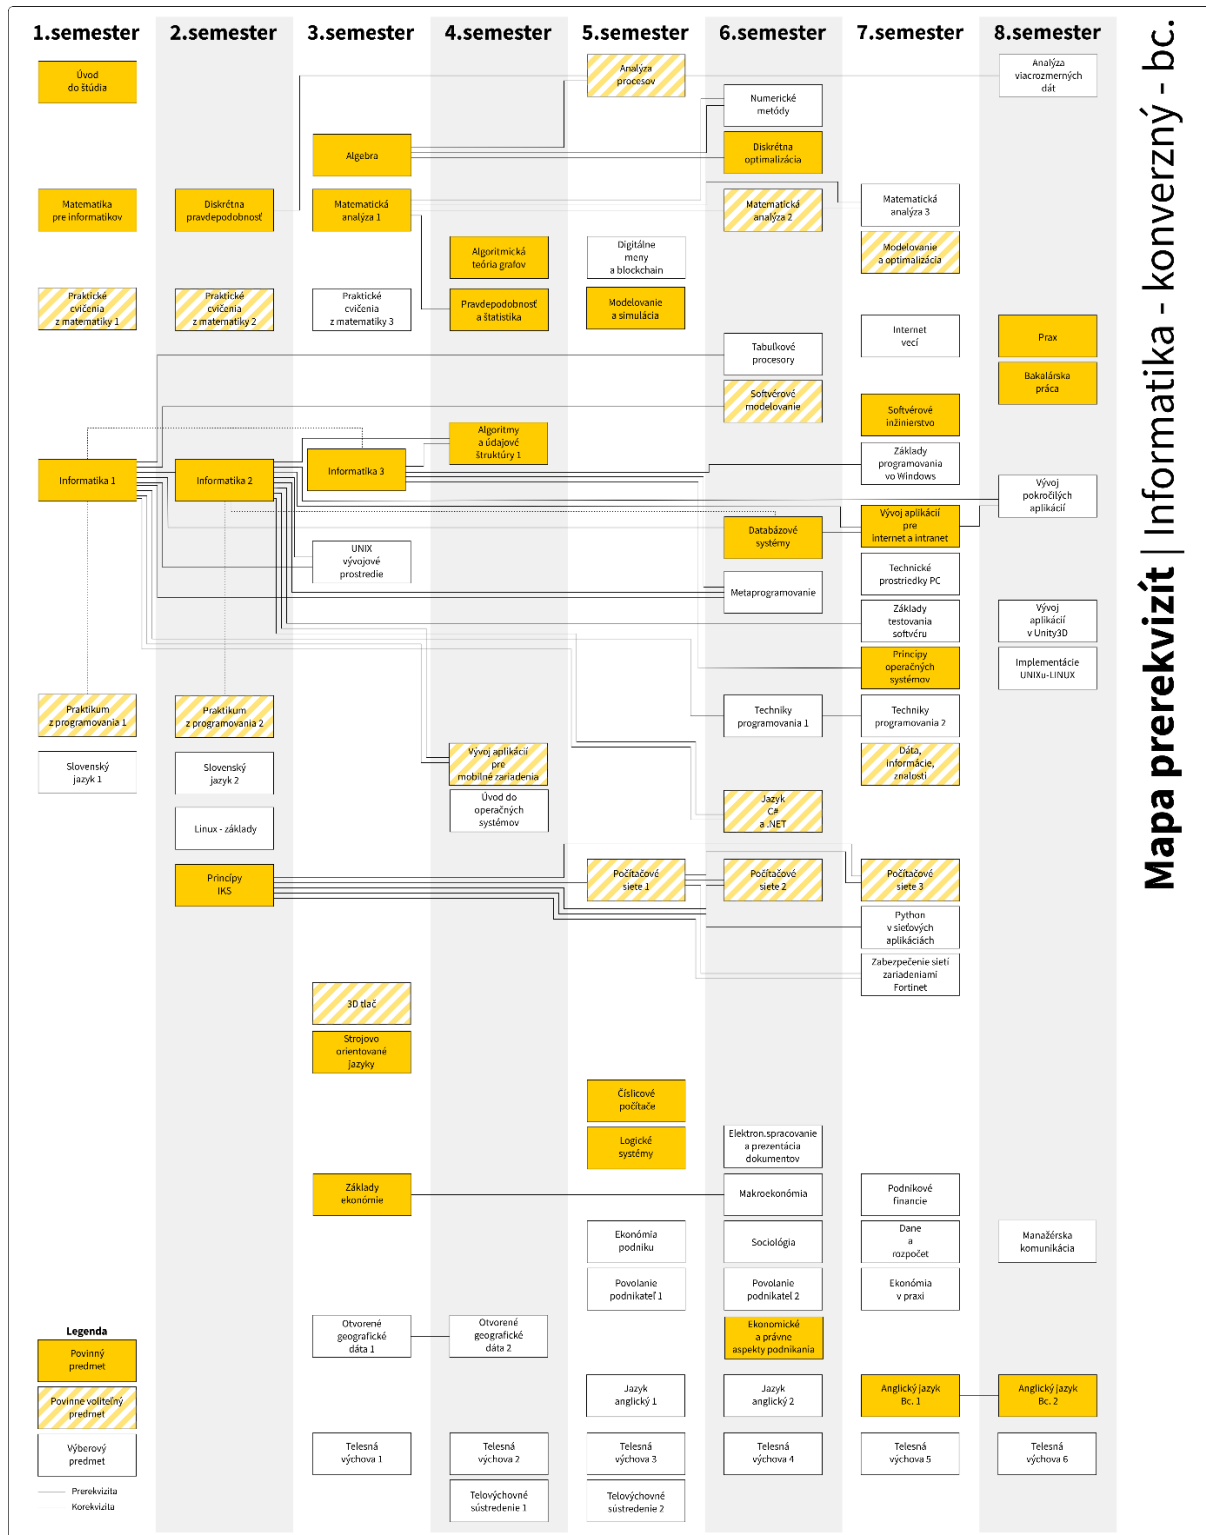 1.semester
2.semester
3.semester
4.semester
5.semester
6.semester
7.semester
8.semester
Úvod
do štúdia
Matematika
pre informatikov
Praktické
cvičenia
z matematiky 1
Informatika 1
Praktikum
z programovania 1
Slovenský
jazyk 1
Diskrétna
pravdepodobnosť
Praktické
cvičenia
z matematiky 2
Informatika 2
Praktikum
z programovania 2
Slovenský
jazyk 2
Linux - základy
Princípy
IKS
Algebra
Matematická
analýza 1
Praktické
cvičenia
z matematiky 3
Informatika 3
UNIX
vývojové
prostredie
3D tlač
Strojovo
orientované
jazyky
Základy
ekonómie
Otvorené
geografické
dáta 1
Telesná
výchova 1
Algoritmická
teória grafov
Pravdepodobnosť
a štatistika
Algoritmy
a údajové
štruktúry 1
Vývoj aplikácií
pre
mobilné zariadenia
Úvod do
operačných
systémov
Otvorené
geografické
dáta 2
Telesná
výchova 2
Telovýchovné
sústredenie 1
Analýza
procesov
Digitálne
meny
a blockchain
Modelovanie
a simulácia
Počítačové
siete 1
Číslicové
počítače
Logické
systémy
Ekonómia
podniku
Povolanie
podnikateľ 1
Jazyk
anglický 1
Telesná
výchova 3
Telovýchovné
sústredenie 2
Numerické
metódy
Diskrétna
optimalizácia
Matematická
analýza 2
Tabuľkové
procesory
Softvérové
modelovanie
Databázové
systémy
Metaprogramovanie
Techniky
programovania 1
Jazyk
C#
a .NET
Počítačové
siete 2
Elektron.spracovanie
a prezentácia
dokumentov
Makroekonómia
Sociológia
Povolanie
podnikateľ 2
Ekonomické
a právne
aspekty podnikania
Jazyk
anglický 2
Telesná
výchova 4
Matematická
analýza 3
Modelovanie
a optimalizácia
Internet
vecí
Softvérové
inžinierstvo
Základy
programovania
vo Windows
Vývoj aplikácií
pre
internet a intranet
Technické
prostriedky PC
Základy
testovania
softvéru
Princípy
operačných
systémov
Techniky
programovania 2
Dáta,
informácie,
znalosti
Počítačové
siete 3
Python
v sieťových
aplikáciách
Zabezpečenie sietí
zariadeniami
Fortinet
Podnikové
financie
Dane
a
rozpočet
Ekonómia
v praxi
Anglický jazyk
Bc. 1
Telesná
výchova 5
Analýza
viacrozmerných
dát
Prax
Bakalárska
práca
Vývoj
pokročilých
aplikácií
Vývoj
aplikácií
v Unity3D
Implementácie
UNIXu-LINUX
Manažérska
komunikácia
Anglický jazyk
Bc. 2
Telesná
výchova 6
Legenda
Povinný
predmet
Povinne voliteľný
predmet
Výberový
predmet
Prerekvizita
Korekvizita
Mapa prerekvizít | Informatika - konverzný - bc.